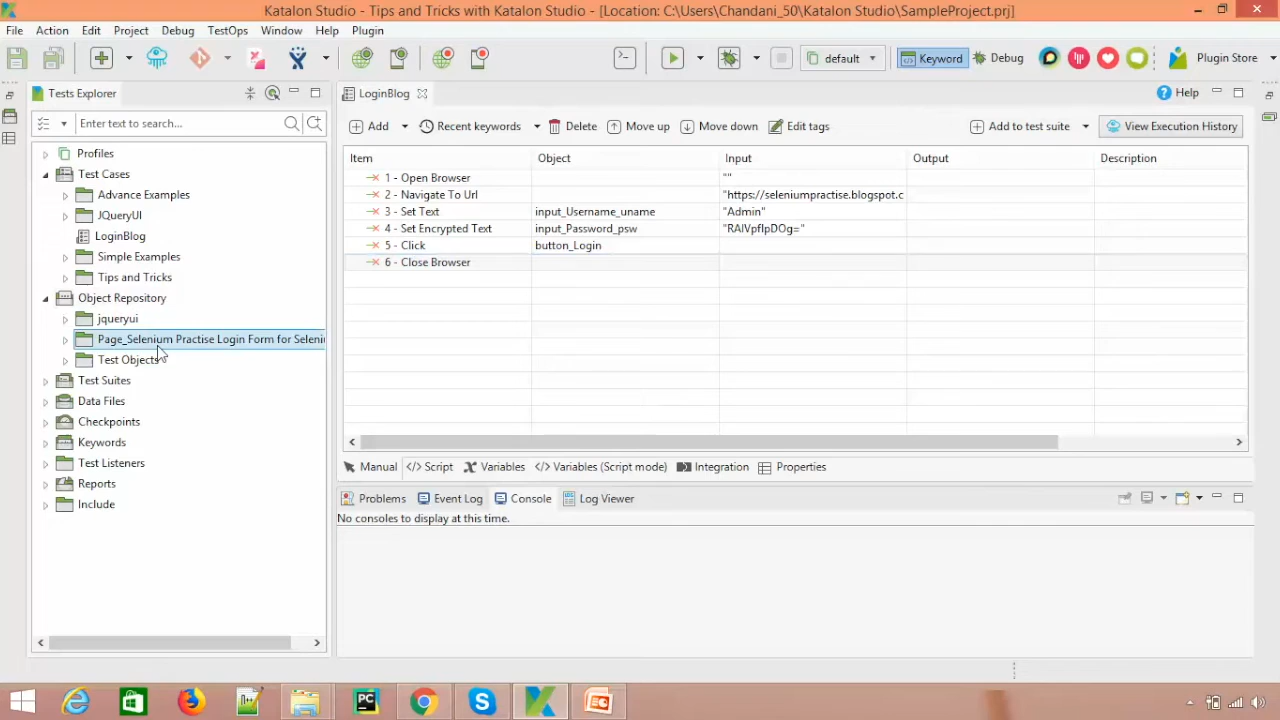 Katalon Studio - Tips and Tricks with Katalon Studio - [Location: C:\Users\Chandani_50\Katalon Studio\SampleProject.prj]
File Action Edit Project Debug TestOps Window Help Plugin
default Keyword Debug Plugin Store
Tests Explorer
LoginBlog
Help
Enter text to search...
Add Recent keywords Delete Move up Move down Edit tags Add to test suite View Execution History
Profiles
Test Cases
Advance Examples
JQueryUI
LoginBlog
Simple Examples
Tips and Tricks
Object Repository
jqueryui
Page_Selenium Practise Login Form for Seleni
Test Objects
Test Suites
Data Files
Checkpoints
Keywords
Test Listeners
Reports
Include
Item Object Input Output Description
1 - Open Browser ""
2 - Navigate To Url "https://seleniumpractise.blogspot.c
3 - Set Text input_Username_uname "Admin"
4 - Set Encrypted Text input_Password_psw
5 - Click button_Login
6 - Close Browser
Manual </> Script Variables </> Variables (Script mode) Integration Properties
Problems Event Log Console Log Viewer
No consoles to display at this time.
PC